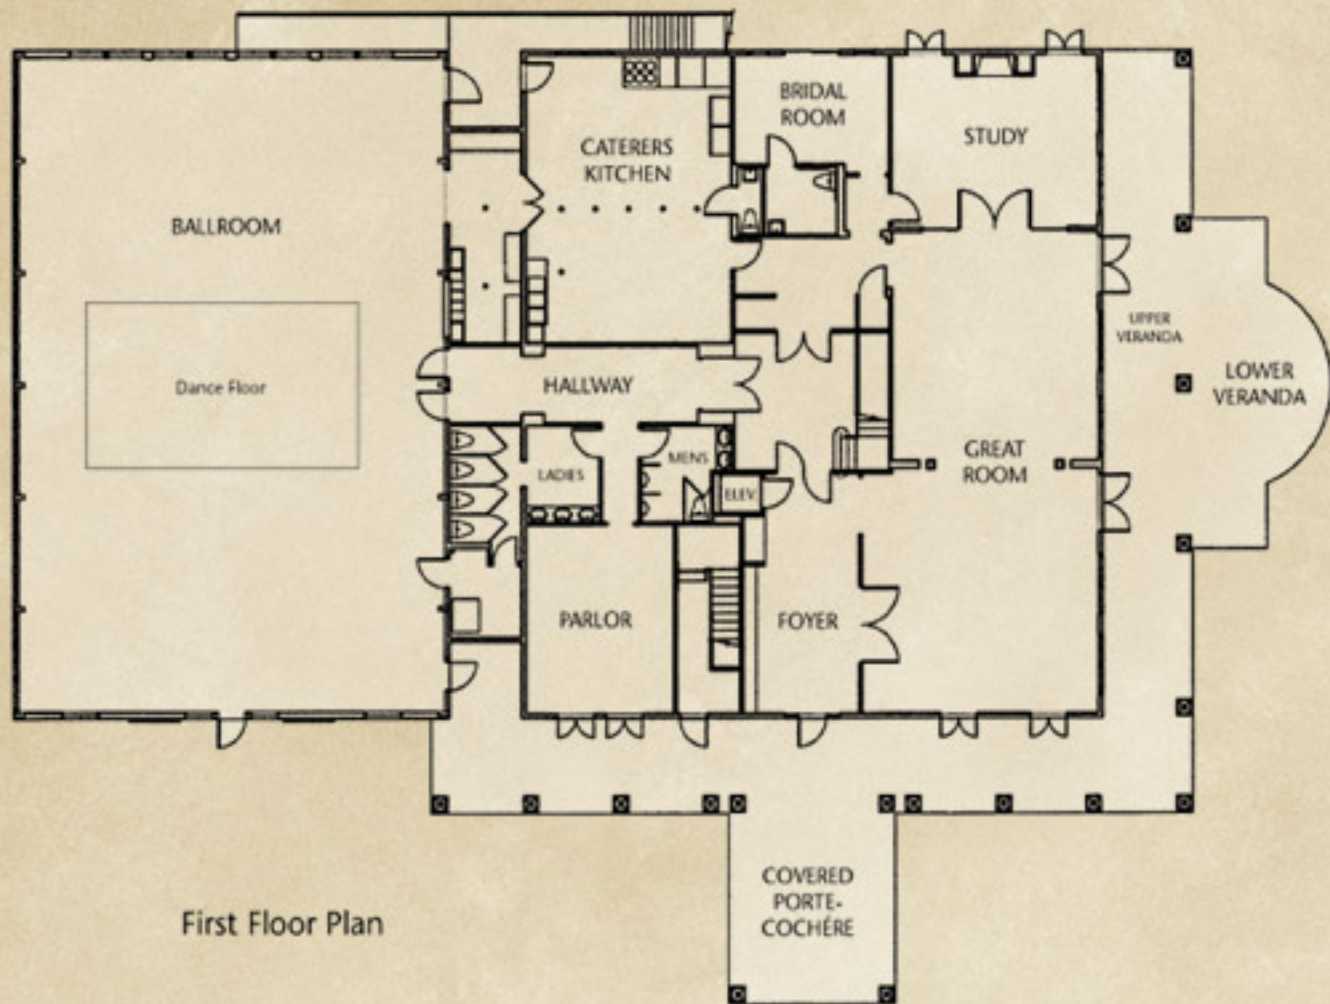 BRIDAL
ROOM
CATERERS
KITCHEN
STUDY
BALLROOM
UPPER
VERANDA
LOWER
VERANDA
Dance Floor
HALLWAY
GREAT
ROOM
LADIES
MENS
ELEV.
PARLOR
FOYER
COVERED
PORTE-
COCHÉRE
First Floor Plan